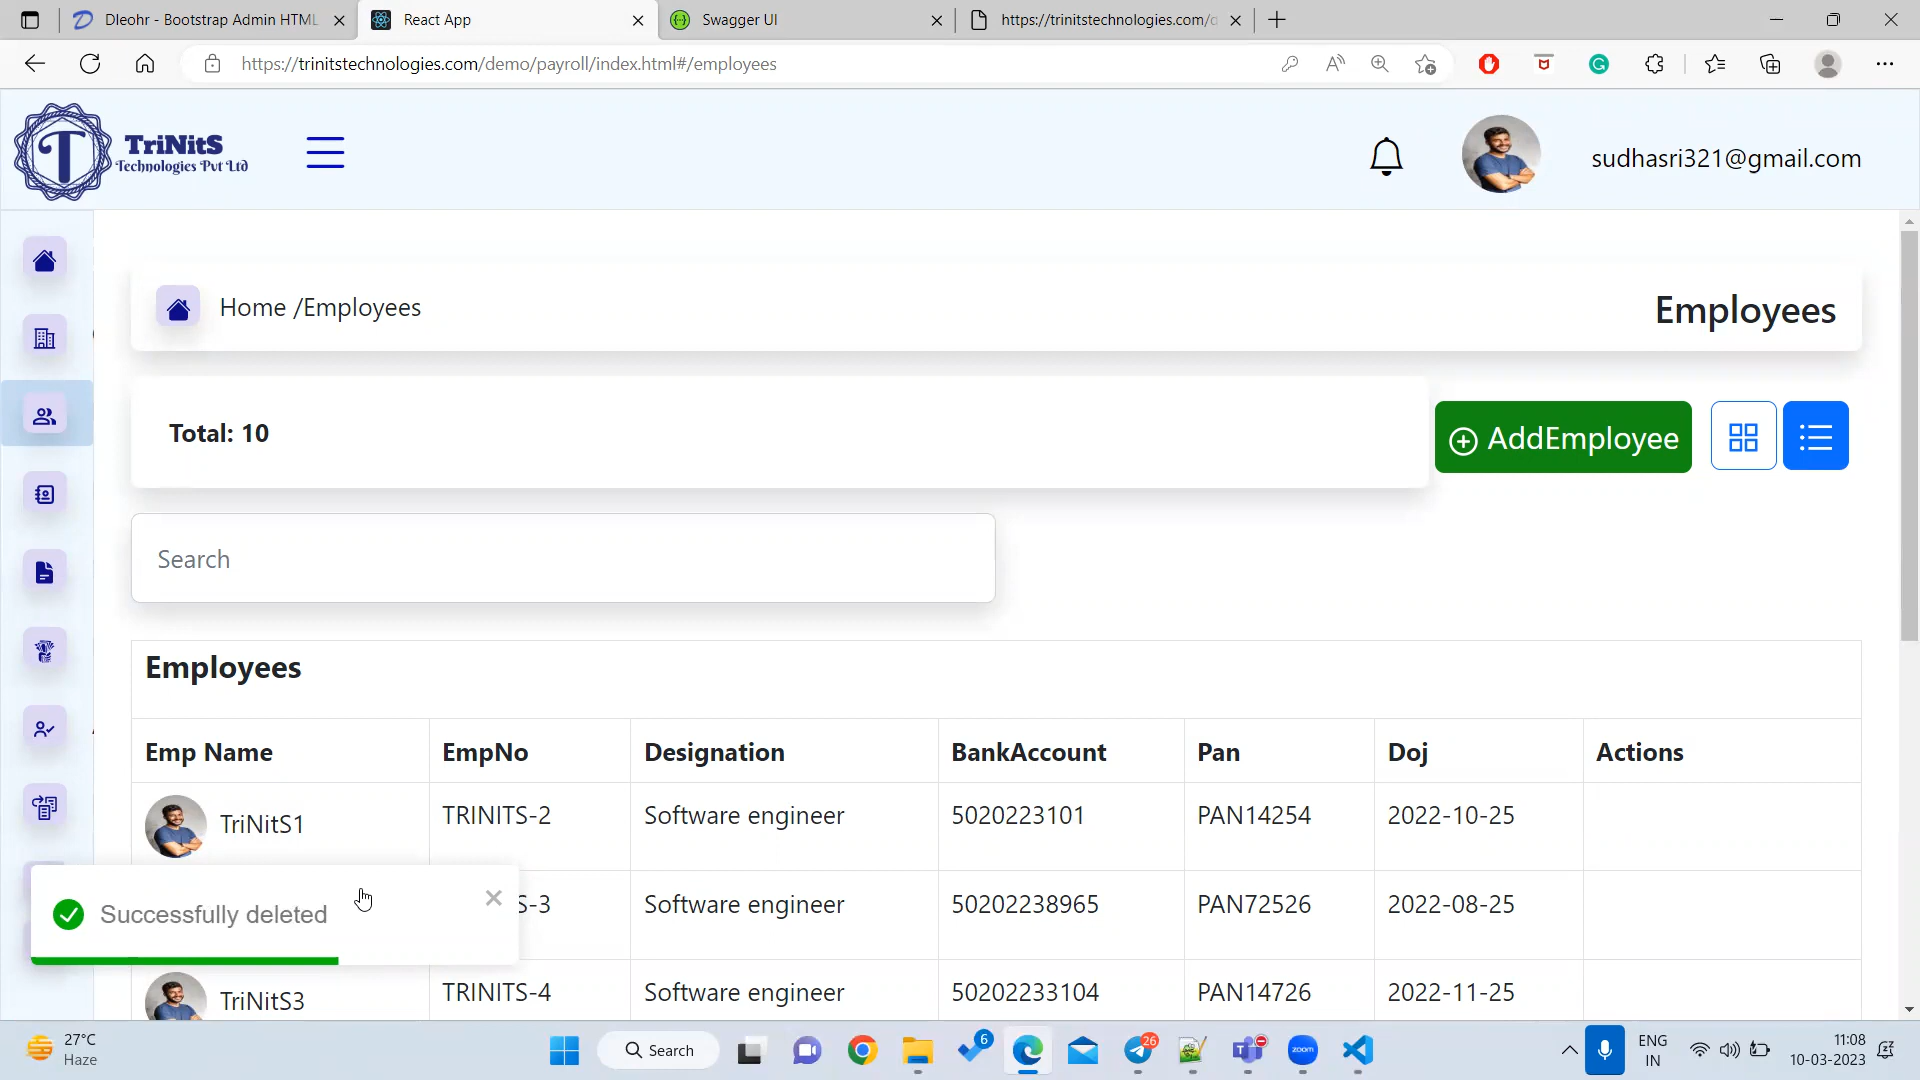 Dleohr - Bootstrap Admin HTML
React App
Swagger UI
https://trinitstechnologies.com/d
https://trinitstechnologies.com/demo/payroll/index.html#/employees
T
TriNitS
Technologies Pvt Ltd
sudhasri321@gmail.com
Home /Employees
Employees
Total: 10
AddEmployee
Search
Employees
Emp Name EmpNo Designation BankAccount Pan Doj Actions
TriNitS1 TRINITS-2 Software engineer 5020223101 PAN14254 2022-10-25
S-3 Software engineer 50202238965 PAN72526 2022-08-25
Successfully deleted
TriNitS3 TRINITS-4 Software engineer 50202233104 PAN14726 2022-11-25
27°C
Haze
Search
6
26
zoom
ENG
IN
11:08
10-03-2023